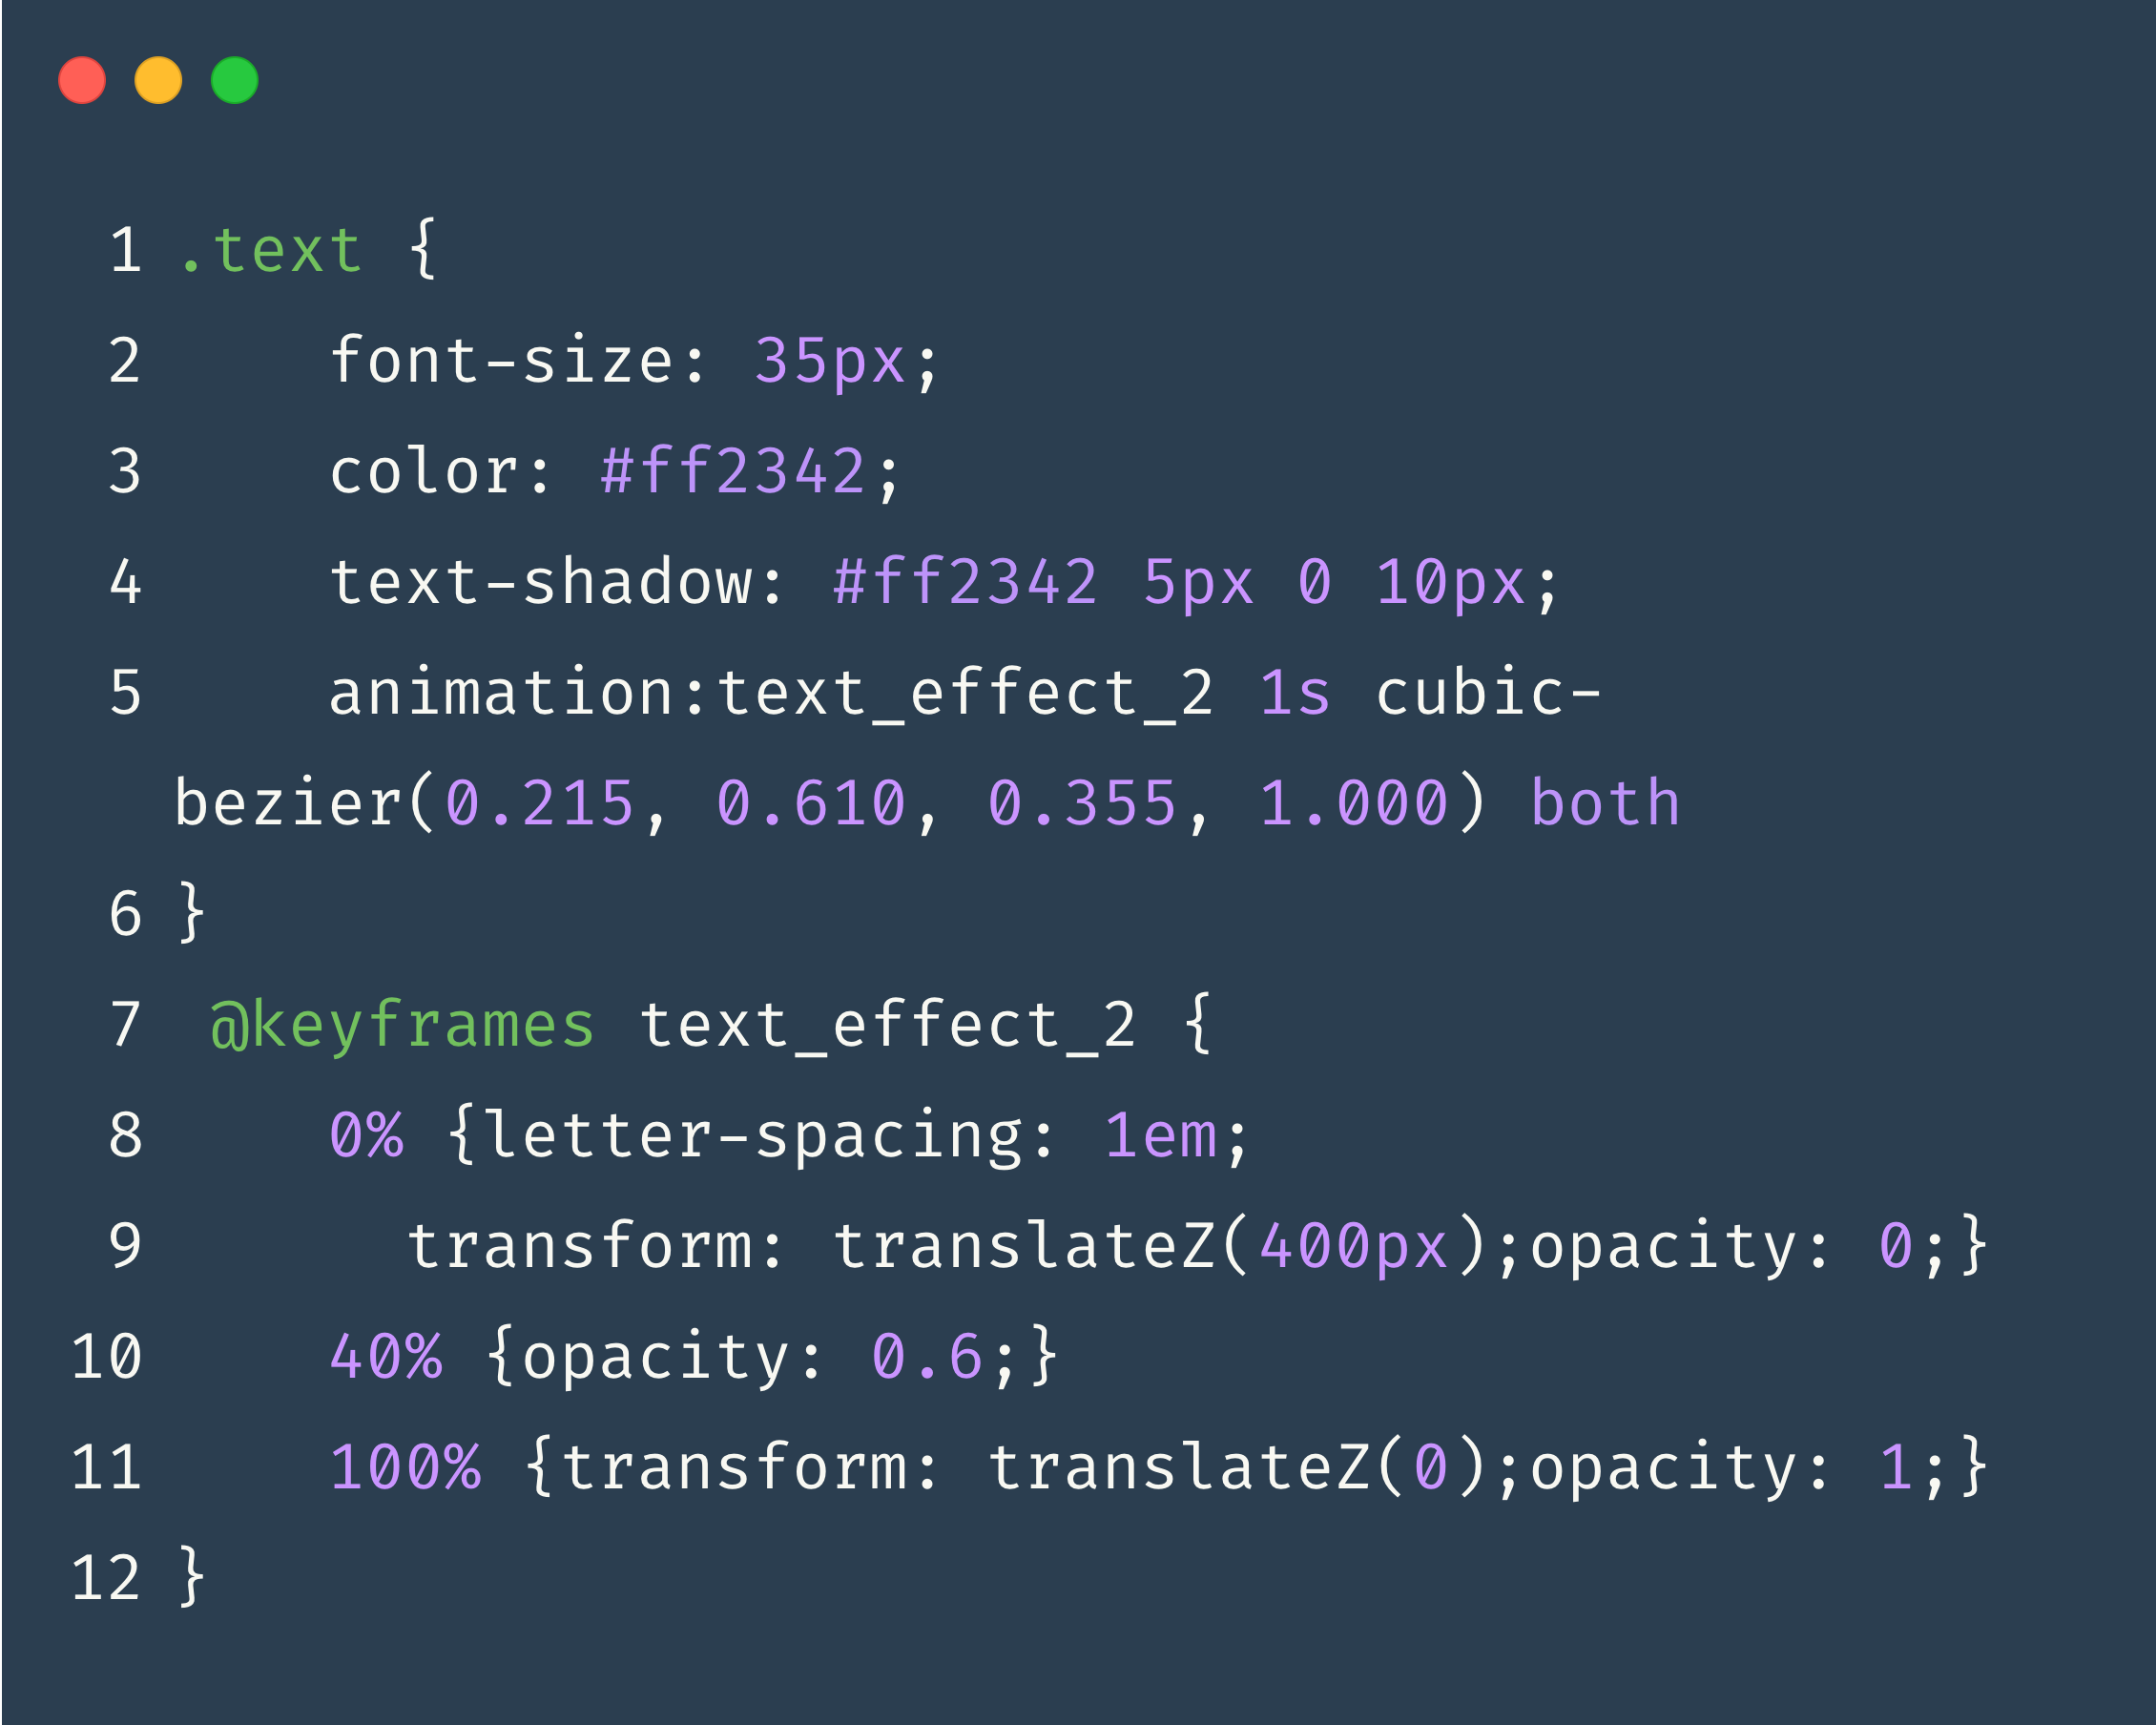 1 .text {
2     font-size: 35px;
3     color: #ff2342;
4     text-shadow: #ff2342 5px 0 10px;
5     animation:text_effect_2 1s cubic-
bezier(0.215, 0.610, 0.355, 1.000) both
6 }
7  @keyframes text_effect_2 {
8     0% {letter-spacing: 1em;
9       transform: translateZ(400px);opacity: 0;}
10     40% {opacity: 0.6;}
11     100% {transform: translateZ(0);opacity: 1;}
12 }